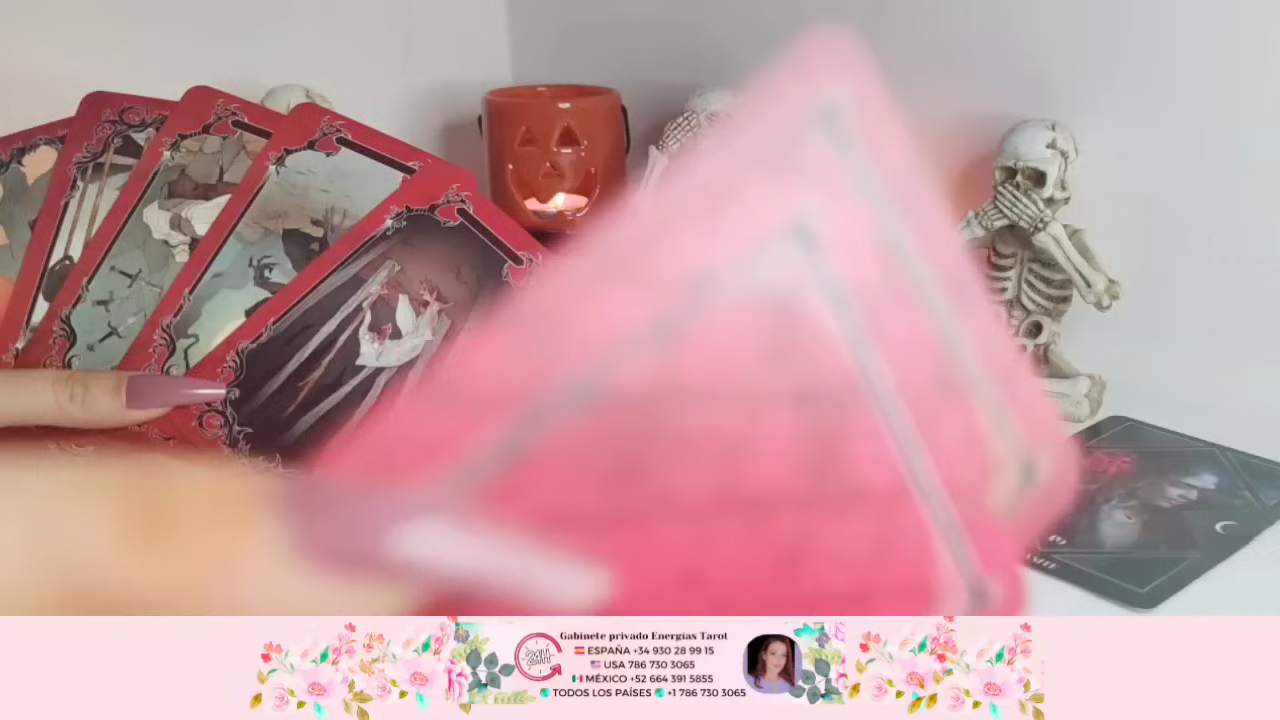 Gabinete privado Energías Tarot
24H
🇪🇸 ESPAÑA +34 930 28 99 15
🇺🇸 USA 786 730 3065
🇲🇽 MÉXICO +52 664 391 5855
🌎 TODOS LOS PAÍSES 🌎 +1 786 730 3065